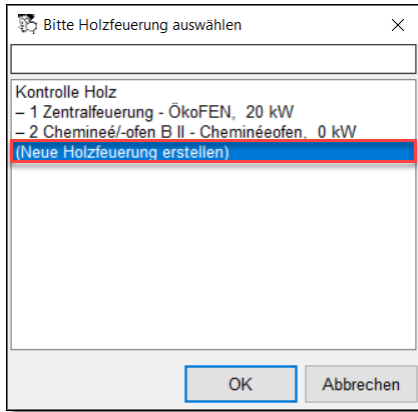 Bitte Holzfeuerung auswählen
Kontrolle Holz
– 1 Zentralfeuerung - ÖkoFEN, 20 kW
– 2 Chemineé/-ofen B II - Cheminéeofen, 0 kW
(Neue Holzfeuerung erstellen)
OK
Abbrechen